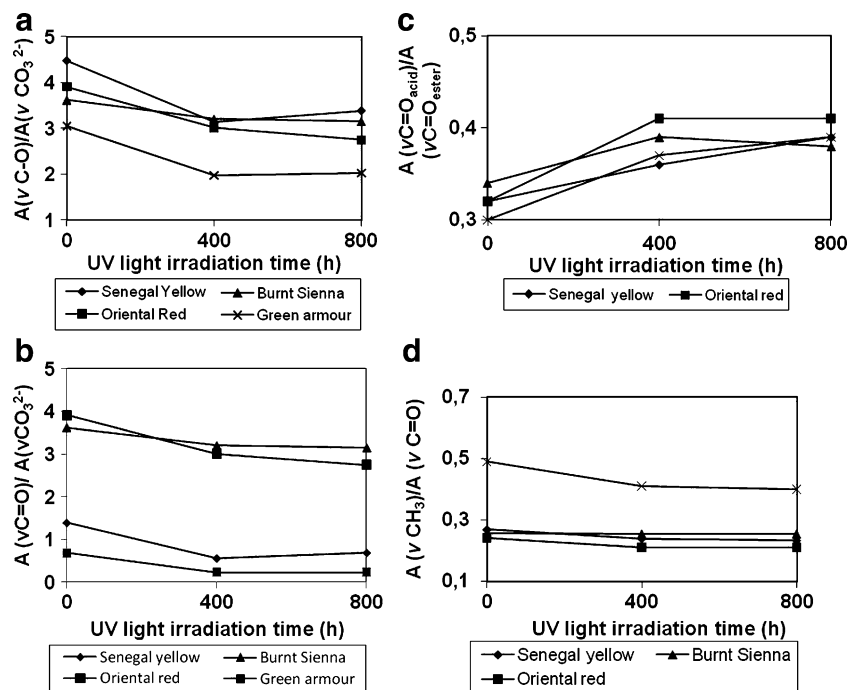 a
A(ν C-O)/A(ν CO₃ ²⁻)
5
4
3
2
1
0
400
800
UV light irradiation time (h)
Senegal Yellow
Burnt Sienna
Oriental Red
Green armour
c
A (νC=Oacid)/A
(νC=Oester)
0,5
0,4
0,3
0
400
800
UV light irradiation time (h)
Senegal yellow
Oriental red
b
A (νC=O)/ A(νCO₃²⁻)
5
4
3
2
1
0
0
400
800
UV light irradiation time (h)
Senegal yellow
Burnt Sienna
Oriental red
Green armour
d
A (ν CH₃)/A (ν C=O)
0,7
0,5
0,3
0,1
0
400
800
UV light irradiation time (h)
Senegal yellow
Burnt Sienna
Oriental red